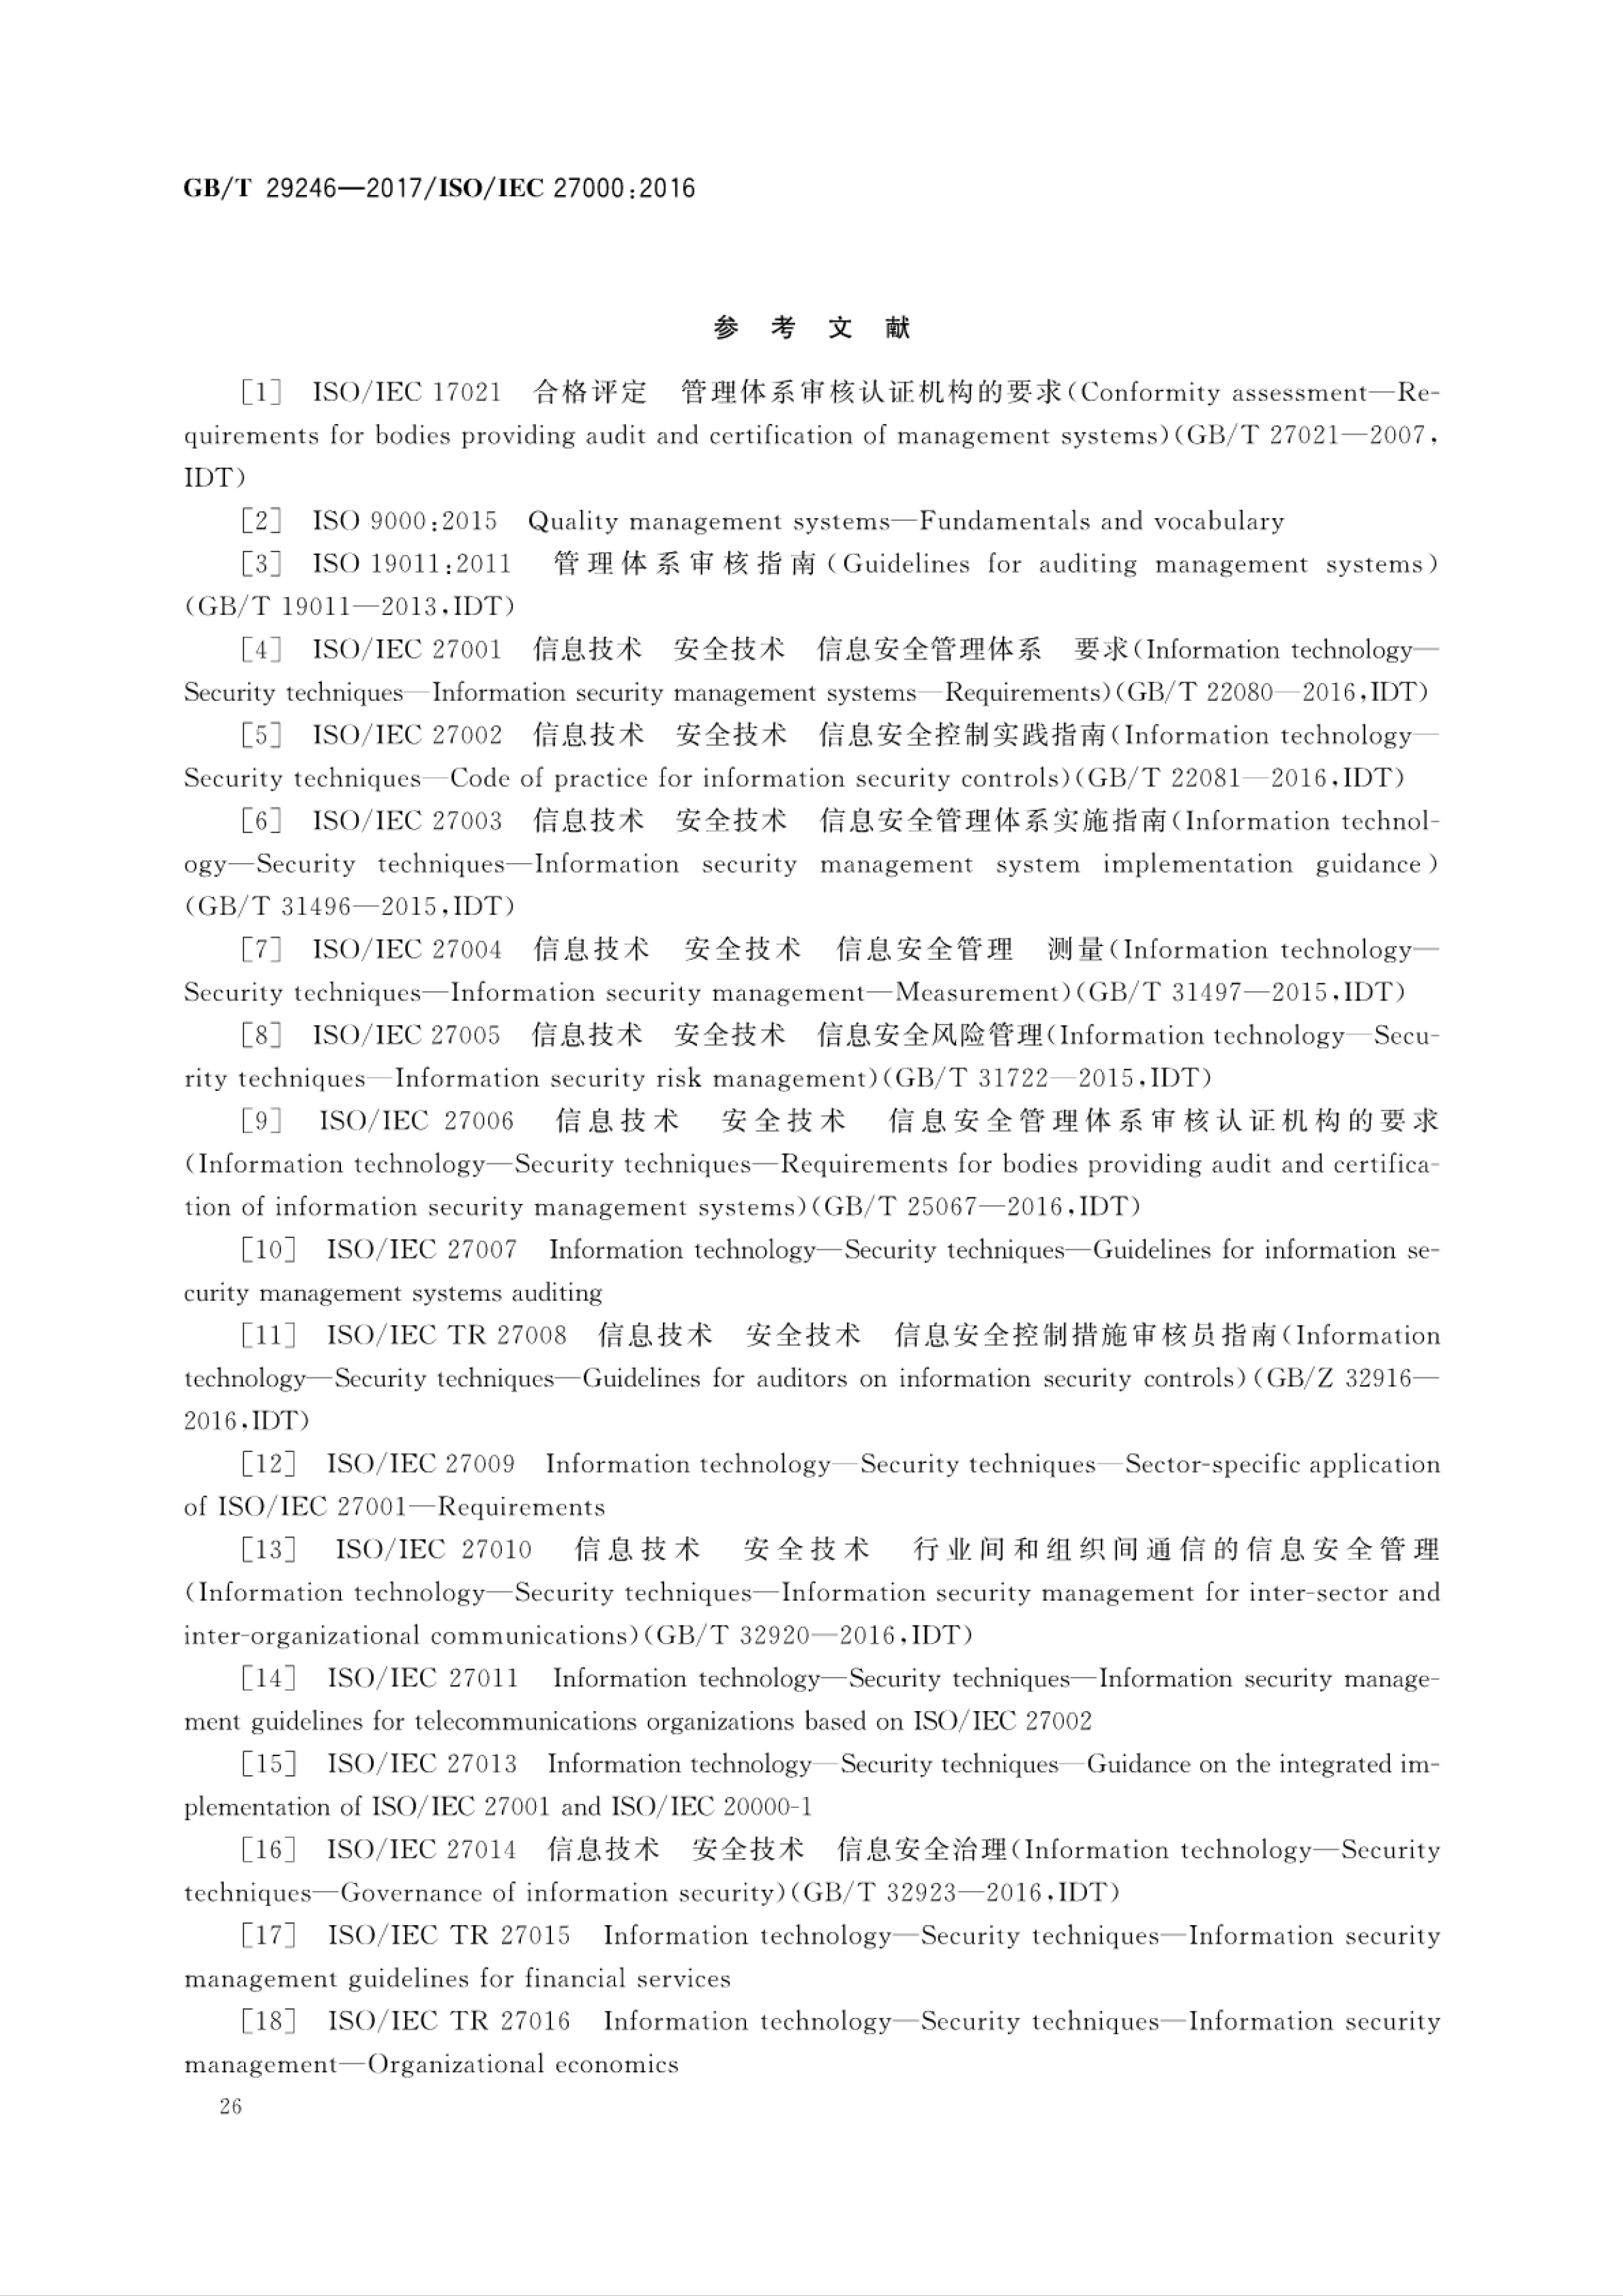 GB/T 29246—2017/ISO/IEC 27000:2016
参 考 文 献
[1] ISO/IEC 17021 合格评定 管理体系审核认证机构的要求(Conformity assessment—Re-
quirements for bodies providing audit and certification of management systems)(GB/T 27021—2007,
IDT)
[2] ISO 9000:2015 Quality management systems—Fundamentals and vocabulary
[3] ISO 19011:2011 管理体系审核指南(Guidelines for auditing management systems)
(GB/T 19011—2013,IDT)
[4] ISO/IEC 27001 信息技术 安全技术 信息安全管理体系 要求(Information technology—
Security techniques—Information security management systems—Requirements)(GB/T 22080—2016,IDT)
[5] ISO/IEC 27002 信息技术 安全技术 信息安全控制实践指南(Information technology—
Security techniques—Code of practice for information security controls)(GB/T 22081—2016,IDT)
[6] ISO/IEC 27003 信息技术 安全技术 信息安全管理体系实施指南(Information technol-
ogy—Security techniques—Information security management system implementation guidance)
(GB/T 31496—2015,IDT)
[7] ISO/IEC 27004 信息技术 安全技术 信息安全管理 测量(Information technology—
Security techniques—Information security management—Measurement)(GB/T 31497—2015,IDT)
[8] ISO/IEC 27005 信息技术 安全技术 信息安全风险管理(Information technology—Secu-
rity techniques—Information security risk management)(GB/T 31722—2015,IDT)
[9] ISO/IEC 27006 信息技术 安全技术 信息安全管理体系审核认证机构的要求
(Information technology—Security techniques—Requirements for bodies providing audit and certifica-
tion of information security management systems)(GB/T 25067—2016,IDT)
[10] ISO/IEC 27007 Information technology—Security techniques—Guidelines for information se-
curity management systems auditing
[11] ISO/IEC TR 27008 信息技术 安全技术 信息安全控制措施审核员指南(Information
technology—Security techniques—Guidelines for auditors on information security controls)(GB/Z 32916—
2016,IDT)
[12] ISO/IEC 27009 Information technology—Security techniques—Sector-specific application
of ISO/IEC 27001—Requirements
[13] ISO/IEC 27010 信息技术 安全技术 行业间和组织间通信的信息安全管理
(Information technology—Security techniques—Information security management for inter-sector and
inter-organizational communications)(GB/T 32920—2016,IDT)
[14] ISO/IEC 27011 Information technology—Security techniques—Information security manage-
ment guidelines for telecommunications organizations based on ISO/IEC 27002
[15] ISO/IEC 27013 Information technology—Security techniques—Guidance on the integrated im-
plementation of ISO/IEC 27001 and ISO/IEC 20000-1
[16] ISO/IEC 27014 信息技术 安全技术 信息安全治理(Information technology—Security
techniques—Governance of information security)(GB/T 32923—2016,IDT)
[17] ISO/IEC TR 27015 Information technology—Security techniques—Information security
management guidelines for financial services
[18] ISO/IEC TR 27016 Information technology—Security techniques—Information security
management—Organizational economics
26